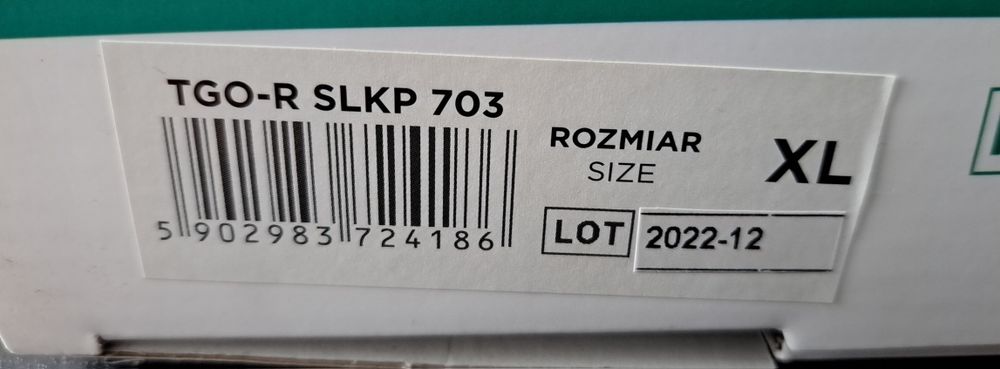 TGO-R SLKP 703
5 902983 724186
ROZMIAR
SIZE
XL
LOT 2022-12